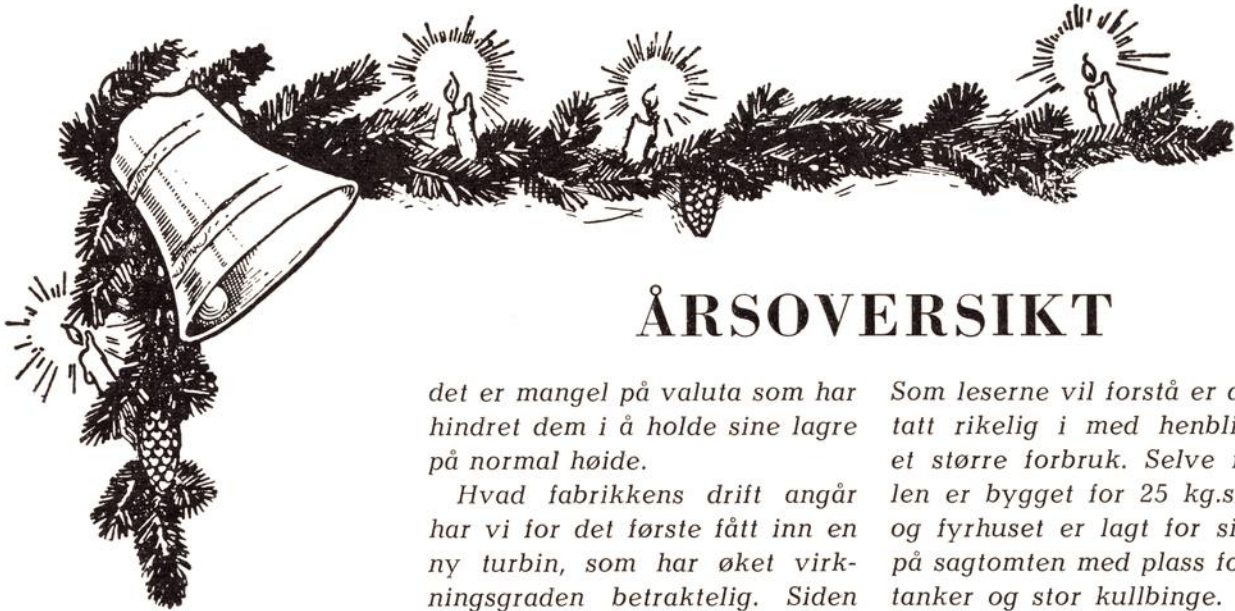 ÅRSOVERSIKT
det er mangel på valuta som har
hindret dem i å holde sine lagre
på normal høide.
Hvad fabrikkens drift angår
har vi for det første fått inn en
ny turbin, som har øket virk-
ningsgraden betraktelig. Siden
Som leserne vil forstå er
tatt rikelig i med
et større forbruk. Selve
len er bygget for 25
og fyrhuset er lagt for
på sagtomten med plass
tanker og stor kullbinge.